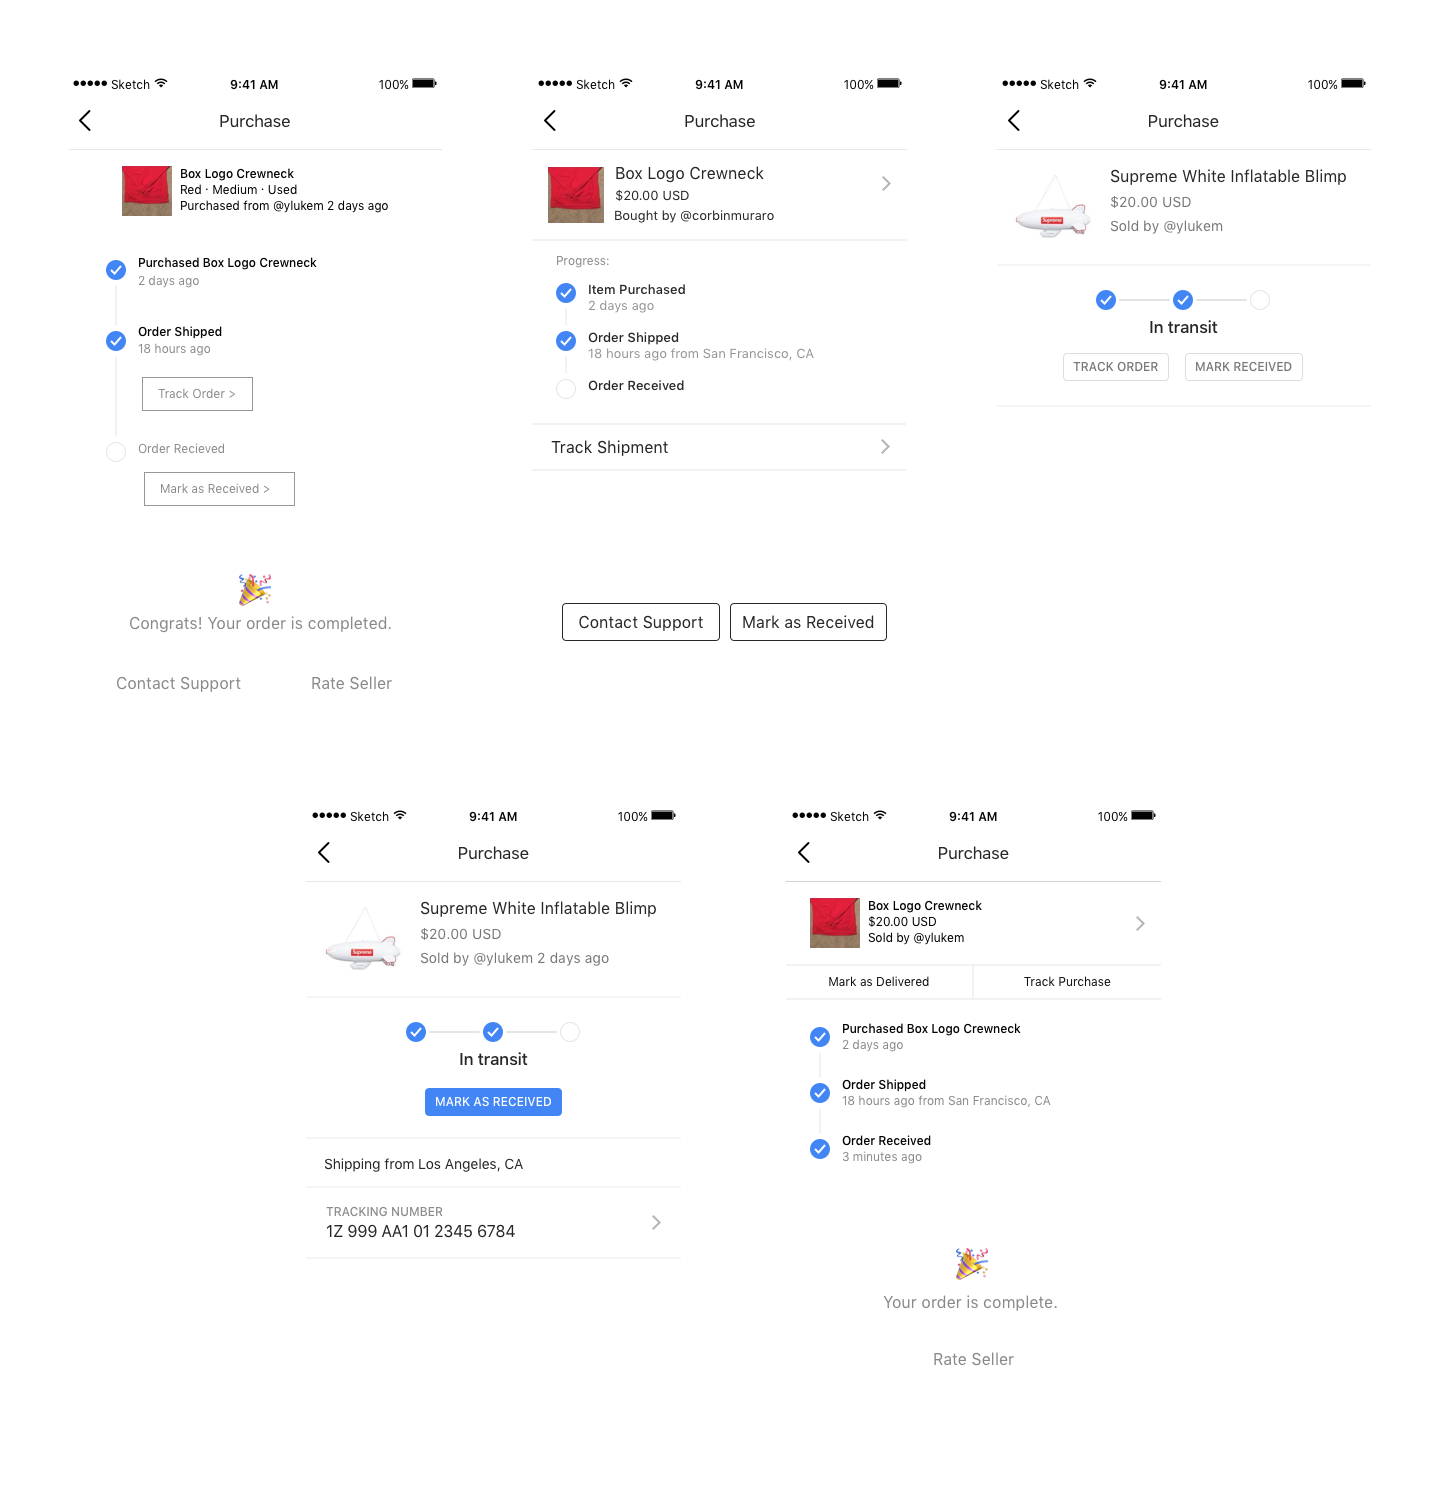 ●●●●● Sketch 9:41 AM 100%
Purchase
Box Logo Crewneck
Red · Medium · Used
Purchased from @ylukem 2 days ago
Purchased Box Logo Crewneck
2 days ago
Order Shipped
18 hours ago
Track Order >
Order Recieved
Mark as Received >
Congrats! Your order is completed.
Contact Support Rate Seller
●●●●● Sketch 9:41 AM 100%
Purchase
Box Logo Crewneck
$20.00 USD
Bought by @corbinmuraro
Progress:
Item Purchased
2 days ago
Order Shipped
18 hours ago from San Francisco, CA
Order Received
Track Shipment
Contact Support Mark as Received
●●●●● Sketch 9:41 AM 100%
Purchase
Supreme
Supreme White Inflatable Blimp
$20.00 USD
Sold by @ylukem
In transit
TRACK ORDER MARK RECEIVED
●●●●● Sketch 9:41 AM 100%
Purchase
Supreme
Supreme White Inflatable Blimp
$20.00 USD
Sold by @ylukem 2 days ago
In transit
MARK AS RECEIVED
Shipping from Los Angeles, CA
TRACKING NUMBER
1Z 999 AA1 01 2345 6784
●●●●● Sketch 9:41 AM 100%
Purchase
Box Logo Crewneck
$20.00 USD
Sold by @ylukem
Mark as Delivered Track Purchase
Purchased Box Logo Crewneck
2 days ago
Order Shipped
18 hours ago from San Francisco, CA
Order Received
3 minutes ago
Your order is complete.
Rate Seller